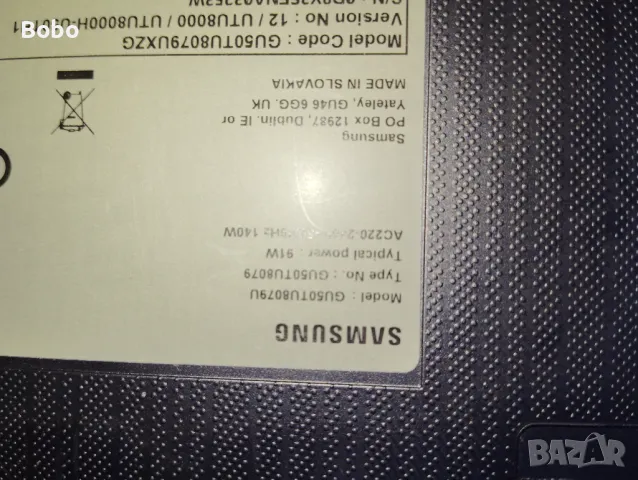 SAMSUNG
Model : GU50TU8079U
Type No. : GU50TU8079
Typical power : 91W
140W
Samsung
PO Box 12987, Dublin. IE or
Yateley, GU46 6GG. UK
MADE IN SLOVAKIA
Model Code : GU50TU8079UXZG
Version No : 12 / UTU8000 /
Bobo
BAZAR